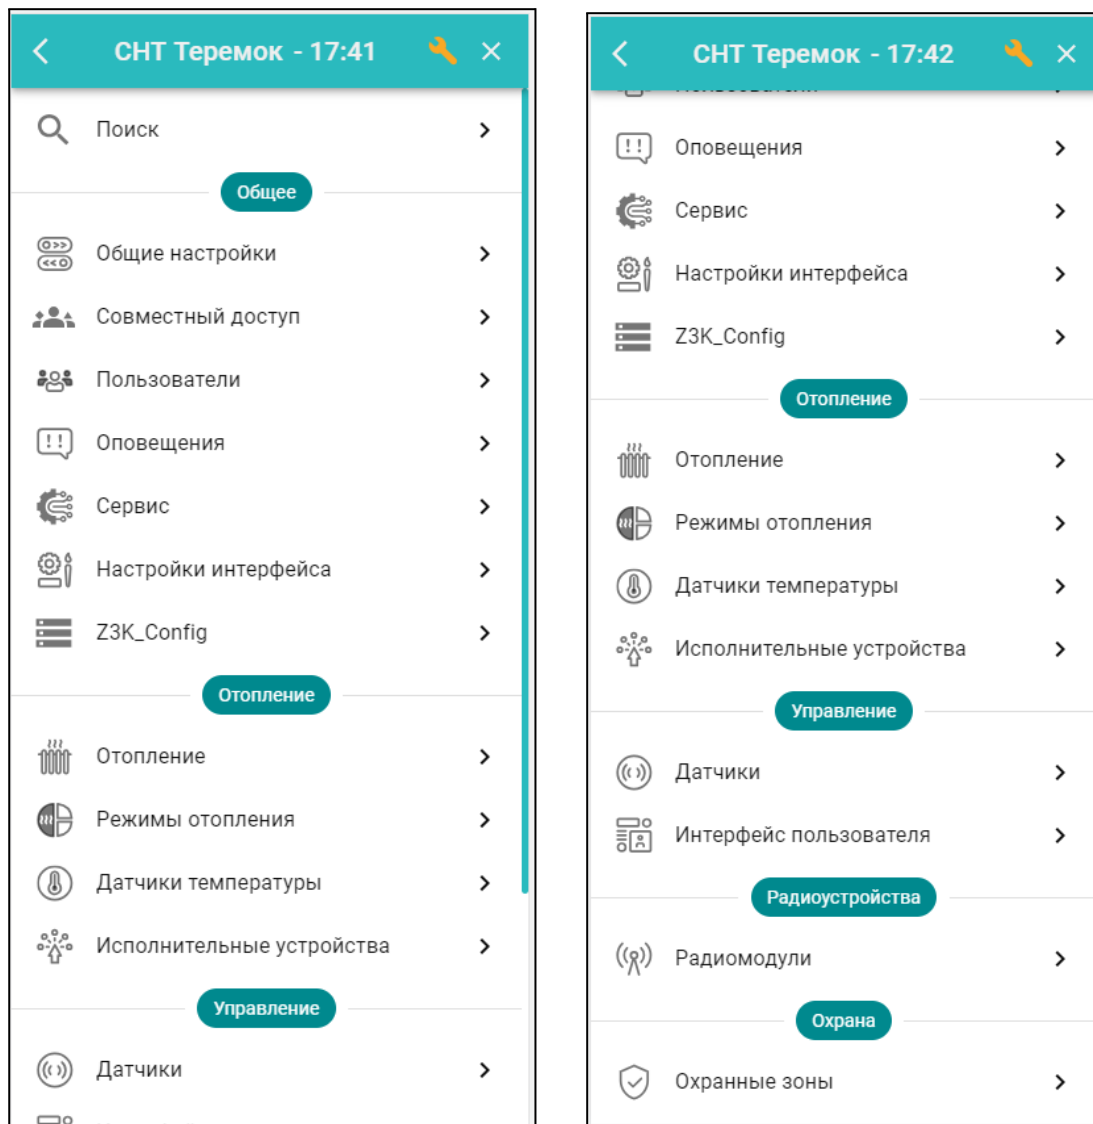 СНТ Теремок - 17:41
Поиск
Общее
Общие настройки
Совместный доступ
Пользователи
Оповещения
Сервис
Настройки интерфейса
Z3K_Config
Отопление
Отопление
Режимы отопления
Датчики температуры
Исполнительные устройства
Управление
Датчики
СНТ Теремок - 17:42
Оповещения
Сервис
Настройки интерфейса
Z3K_Config
Отопление
Отопление
Режимы отопления
Датчики температуры
Исполнительные устройства
Управление
Датчики
Интерфейс пользователя
Радиоустройства
Радиомодули
Охрана
Охранные зоны